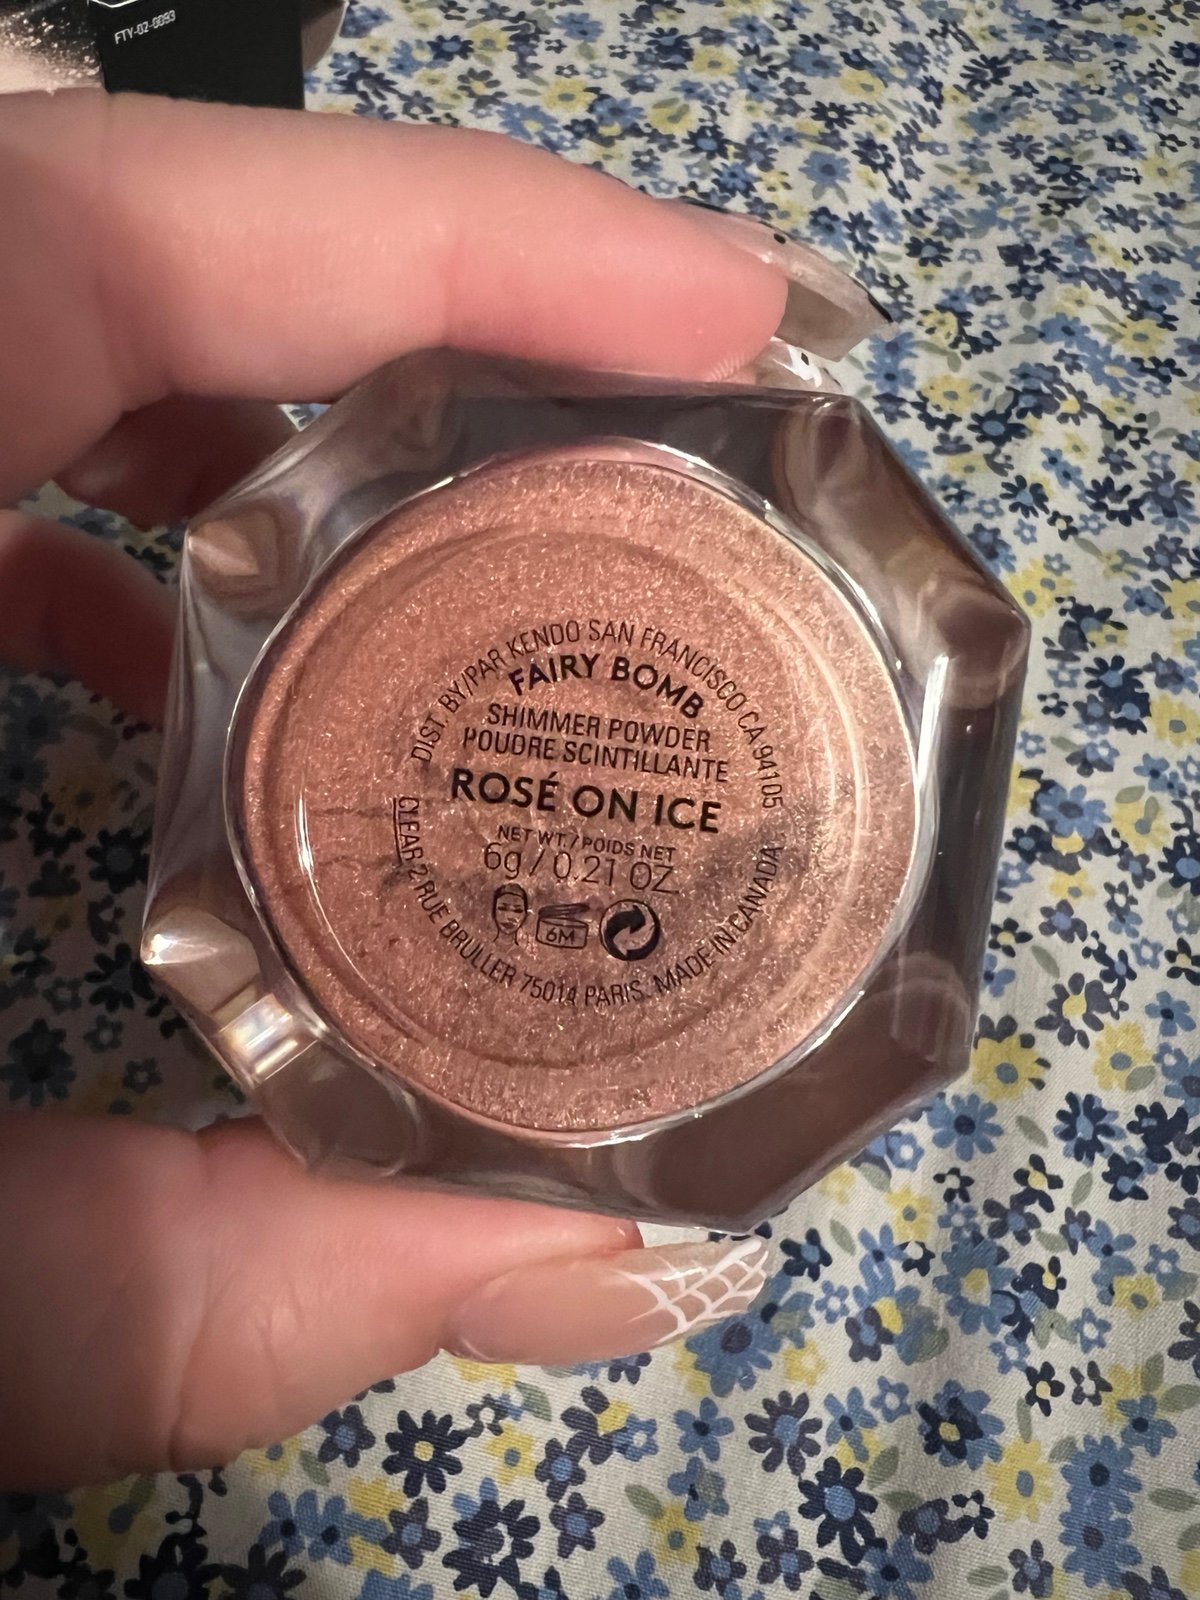 FTY-02-0093
DIST. BY/PAR KENDO SAN FRANCISCO CA 94105
FAIRY BOMB
SHIMMER POWDER
POUDRE SCINTILLANTE
ROSÉ ON ICE
NET WT./POIDS NET
6g / 0.21 OZ.
6M
CLEAR 2 RUE BRULLER 75014 PARIS. MADE IN CANADA